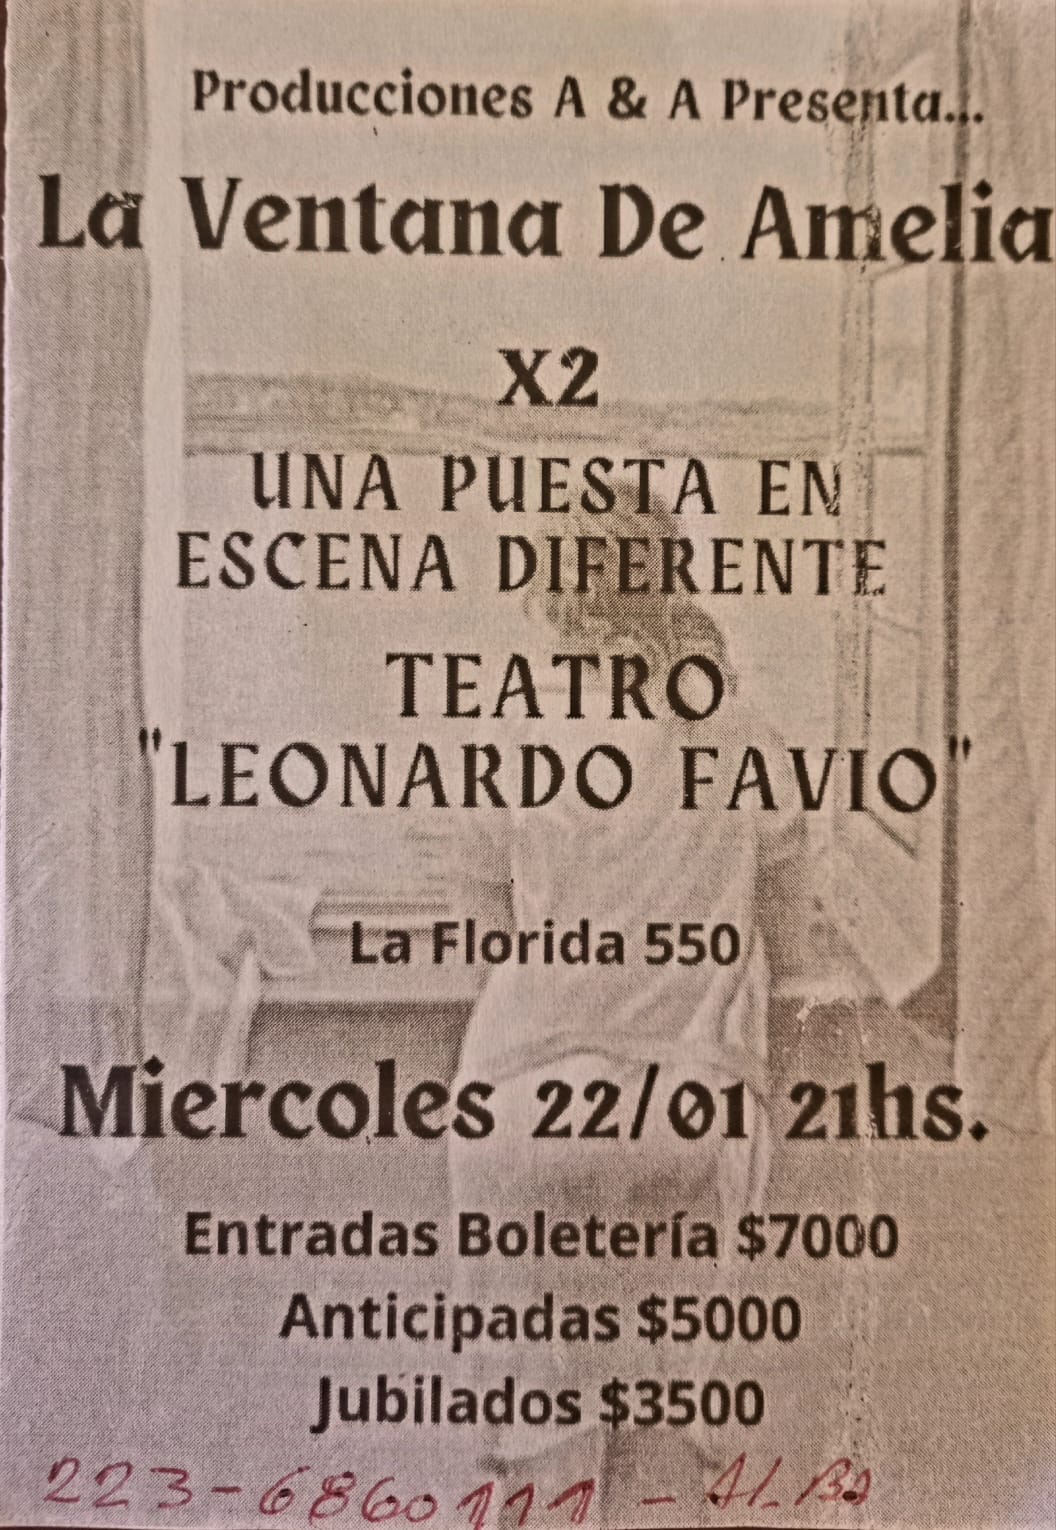 Producciones A & A Presenta...
La Ventana De Amelia
X2
UNA PUESTA EN
ESCENA DIFERENTE
TEATRO
"LEONARDO FAVIO"
La Florida 550
Miercoles 22/01 21hs.
Entradas Boletería $7000
Anticipadas $5000
Jubilados $3500
223-6860111 - ALBA